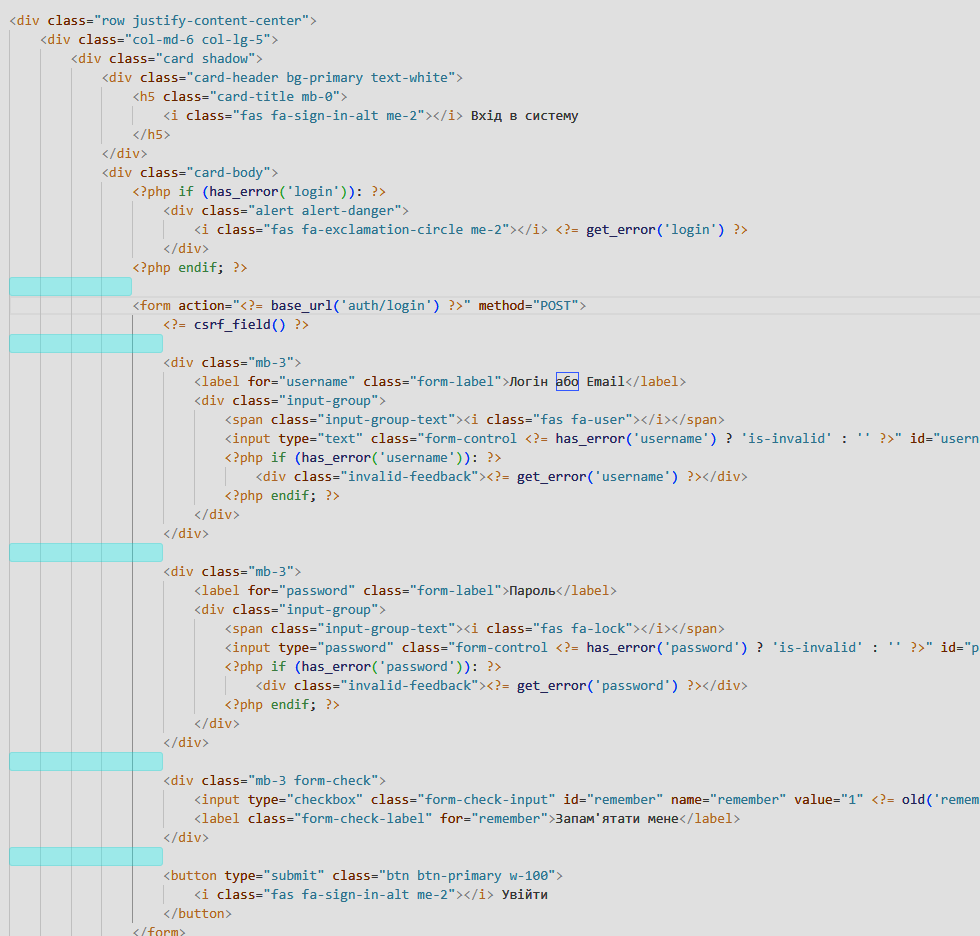 <div class="row justify-content-center">
<div class="col-md-6 col-lg-5">
<div class="card shadow">
<div class="card-header bg-primary text-white">
<h5 class="card-title mb-0">
<i class="fas fa-sign-in-alt me-2"></i> Вхід в систему
</h5>
</div>
<div class="card-body">
<?php if (has_error('login')): ?>
<div class="alert alert-danger">
<i class="fas fa-exclamation-circle me-2"></i> <?= get_error('login') ?>
</div>
<?php endif; ?>
<form action="<?= base_url('auth/login') ?>" method="POST">
<?= csrf_field() ?>
<div class="mb-3">
<label for="username" class="form-label">Логін або Email</label>
<div class="input-group">
<span class="input-group-text"><i class="fas fa-user"></i></span>
<input type="text" class="form-control <?= has_error('username') ? 'is-invalid' : '' ?>" id="usern
<?php if (has_error('username')): ?>
<div class="invalid-feedback"><?= get_error('username') ?></div>
<?php endif; ?>
</div>
</div>
<div class="mb-3">
<label for="password" class="form-label">Пароль</label>
<div class="input-group">
<span class="input-group-text"><i class="fas fa-lock"></i></span>
<input type="password" class="form-control <?= has_error('password') ? 'is-invalid' : '' ?>" id="p
<?php if (has_error('password')): ?>
<div class="invalid-feedback"><?= get_error('password') ?></div>
<?php endif; ?>
</div>
</div>
<div class="mb-3 form-check">
<input type="checkbox" class="form-check-input" id="remember" name="remember" value="1" <?= old('remem
<label class="form-check-label" for="remember">Запам'ятати мене</label>
</div>
<button type="submit" class="btn btn-primary w-100">
<i class="fas fa-sign-in-alt me-2"></i> Увійти
</button>
</form>